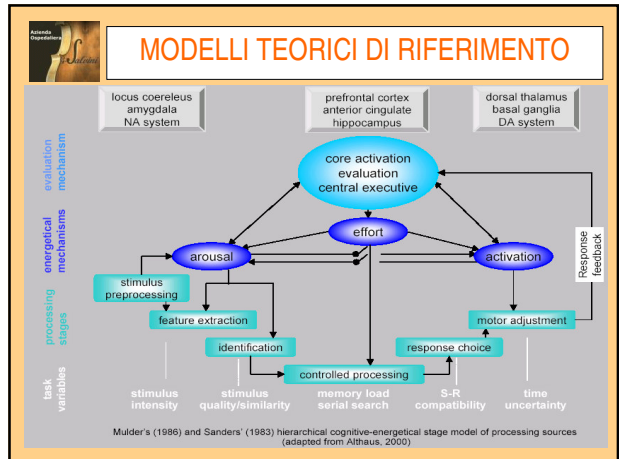 Azienda
Ospedaliera
Salvini
MODELLI TEORICI DI RIFERIMENTO
locus coereleus
amygdala
NA system
prefrontal cortex
anterior cingulate
hippocampus
dorsal thalamus
basal ganglia
DA system
evaluation
mechanism
core activation
evaluation
central executive
energetical
mechanisms
effort
arousal
activation
Response
feedback
processing
stages
stimulus
preprocessing
feature extraction
motor adjustment
identification
response choice
controlled processing
task
variables
stimulus
intensity
stimulus
quality/similarity
memory load
serial search
S-R
compatibility
time
uncertainty
Mulder's (1986) and Sanders' (1983) hierarchical cognitive-energetical stage model of processing sources
(adapted from Althaus, 2000)